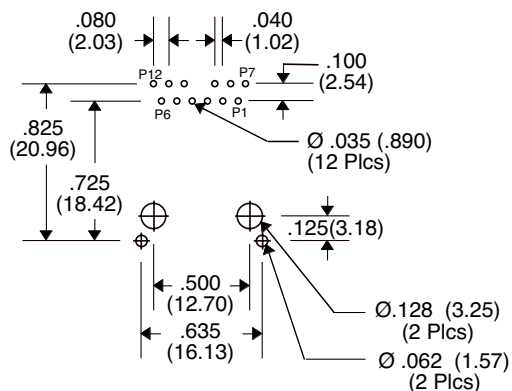 .080
(2.03)
.040
(1.02)
P12
P7
.100
(2.54)
P6
P1
.825
(20.96)
Ø .035 (.890)
(12 Plcs)
.725
(18.42)
.125(3.18)
.500
(12.70)
Ø.128 (3.25)
(2 Plcs)
.635
(16.13)
Ø .062 (1.57)
(2 Plcs)